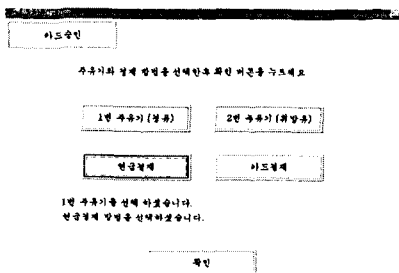 카드승인
주유기와 결제 방법을 선택한후 확인 버튼을 누르세요
1번 주유기 (경유)
2번 주유기 (휘발유)
현금결제
카드결제
1번 주유기를 선택 하셨습니다.
현금결제 방법을 선택하셨습니다.
확인